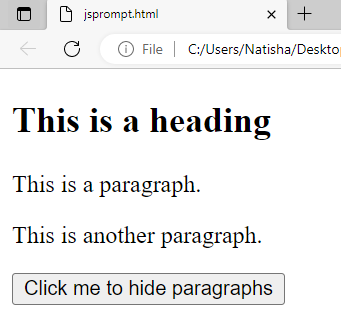 jsprompt.html
File
C:/Users/Natisha/Deskto
This is a heading
This is a paragraph.
This is another paragraph.
Click me to hide paragraphs